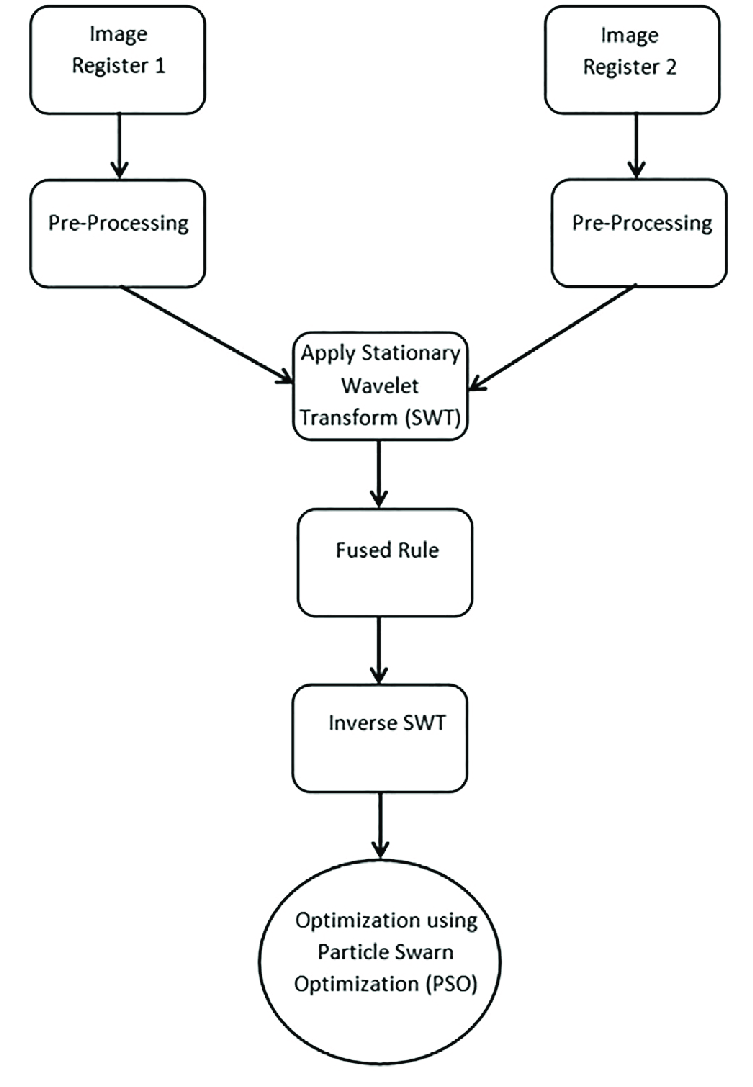 Image
Register 1
Image
Register 2
Pre-Processing
Pre-Processing
Apply Stationary
Wavelet
Transform (SWT)
Fused Rule
Inverse SWT
Optimization using
Particle Swarn
Optimization (PSO)